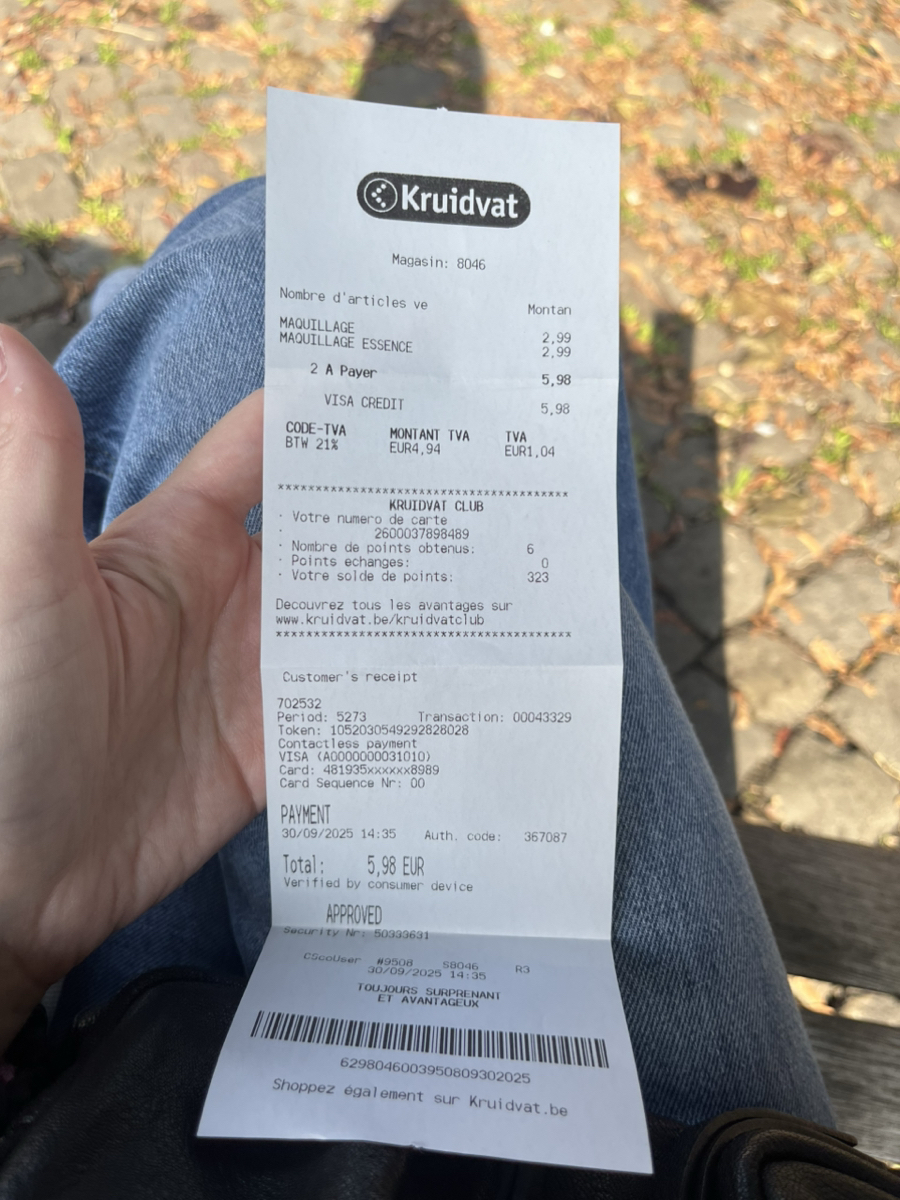 Kruidvat
Magasin: 8046
Nombre d'articles ve Montan
MAQUILLAGE 2,99
MAQUILLAGE ESSENCE 2,99
2 A Payer 5,98
VISA CREDIT 5,98
CODE-TVA MONTANT TVA TVA
BTW 21% EUR4,94 EUR1,04
****************************************
KRUIDVAT CLUB
· Votre numero de carte
· 2600037898489
· Nombre de points obtenus: 6
· Points echanges: 0
· Votre solde de points: 323
Decouvrez tous les avantages sur
www.kruidvat.be/kruidvatclub
****************************************
Customer's receipt
702532
Period: 5273 Transaction: 00043329
Token: 1052030549292828028
Contactless payment
VISA (A0000000031010)
Card: 481935xxxxxx8989
Card Sequence Nr: 00
PAYMENT
30/09/2025 14:35 Auth. code: 367087
Total: 5,98 EUR
Verified by consumer device
APPROVED
Security Nr: 50333631
CScoUser #9508 S8046 R3
30/09/2025 14:35
TOUJOURS SURPRENANT
ET AVANTAGEUX
6298046003950809302025
Shoppez également sur Kruidvat.be